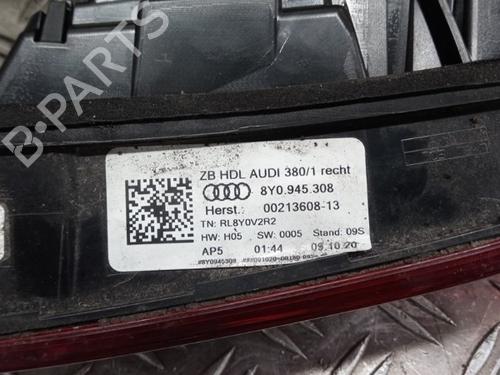 B-PARTS
ZB HDL AUDI 380/1 recht
8Y0.945.308
Herst.: 00213608-13
TN: RL8Y0V2R2
HW: H05 SW: 0005 Stand: 09S
AP5 01:44 09.10.20